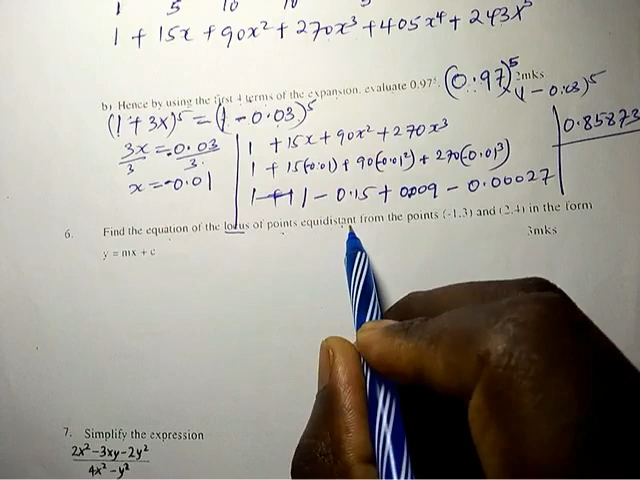 1 5 10 10
1 + 15x + 90x² + 270x³ + 405x⁴ + 243x⁵
b) Hence by using the first 4 terms of the expansion, evaluate 0.97⁵. (0.97)⁵ 2mks
(1 + 3x)⁵ = (1 - 0.03)⁵ (1 - 0.03)⁵
3x = -0.03
3 3
x = -0.01
1 + 15x + 90x² + 270x³
1 + 15(-0.01) + 90(-0.01²) + 270(-0.01³)
1 - 0.15 + 0.009 - 0.00027
0.85873
6. Find the equation of the locus of points equidistant from the points (-1,3) and (2,4) in the form
y = mx + c 3mks
7. Simplify the expression
2x² - 3xy - 2y²
4x² - y²